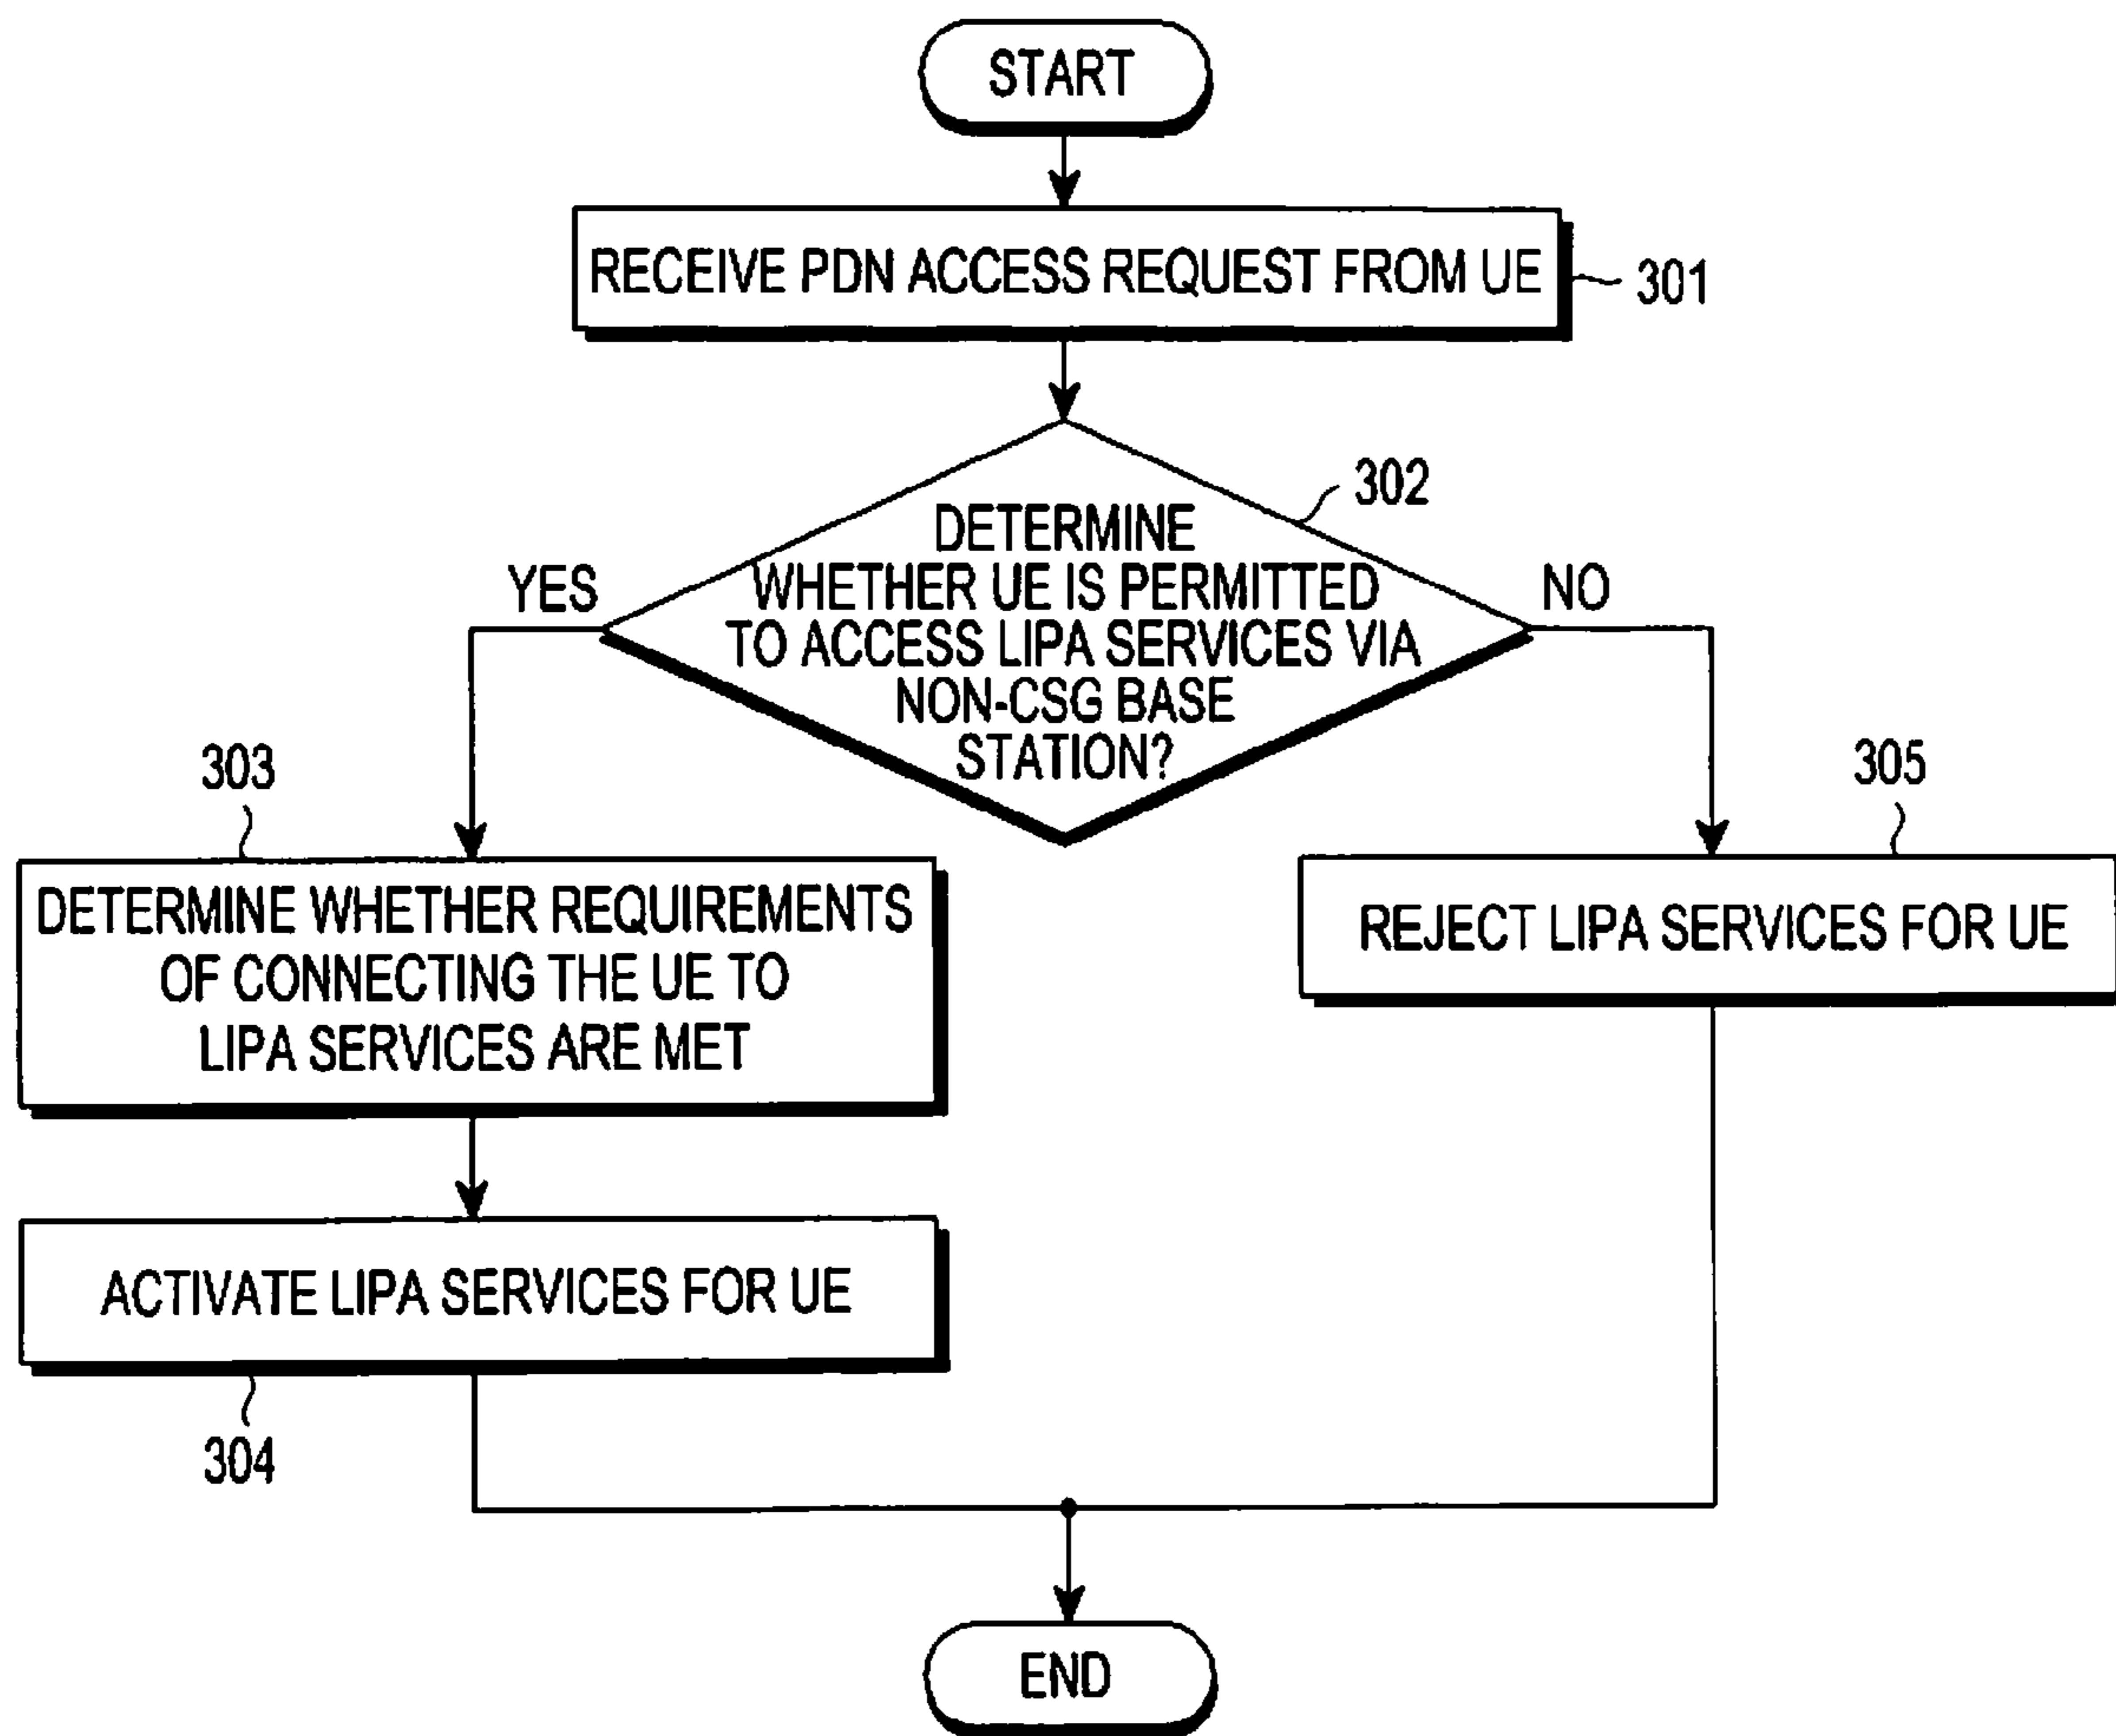 START
RECEIVE PDN ACCESS REQUEST FROM UE
301
302
DETERMINE
WHETHER UE IS PERMITTED
TO ACCESS LIPA SERVICES VIA
NON-CSG BASE
STATION?
YES
NO
303
DETERMINE WHETHER REQUIREMENTS
OF CONNECTING THE UE TO
LIPA SERVICES ARE MET
305
REJECT LIPA SERVICES FOR UE
ACTIVATE LIPA SERVICES FOR UE
304
END